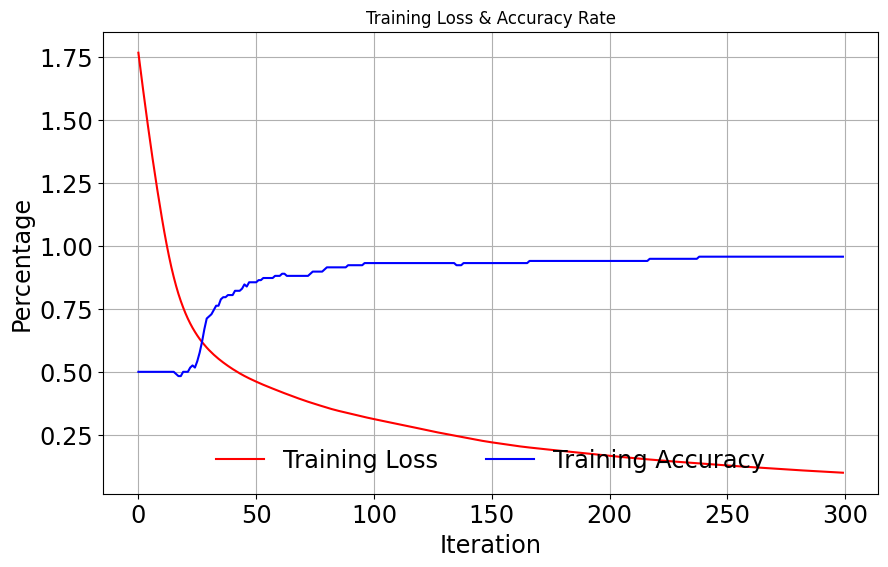 Training Loss & Accuracy Rate
1.75
1.50
1.25
1.00
0.75
0.50
0.25
Percentage
Training Loss
Training Accuracy
0 50 100 150 200 250 300
Iteration